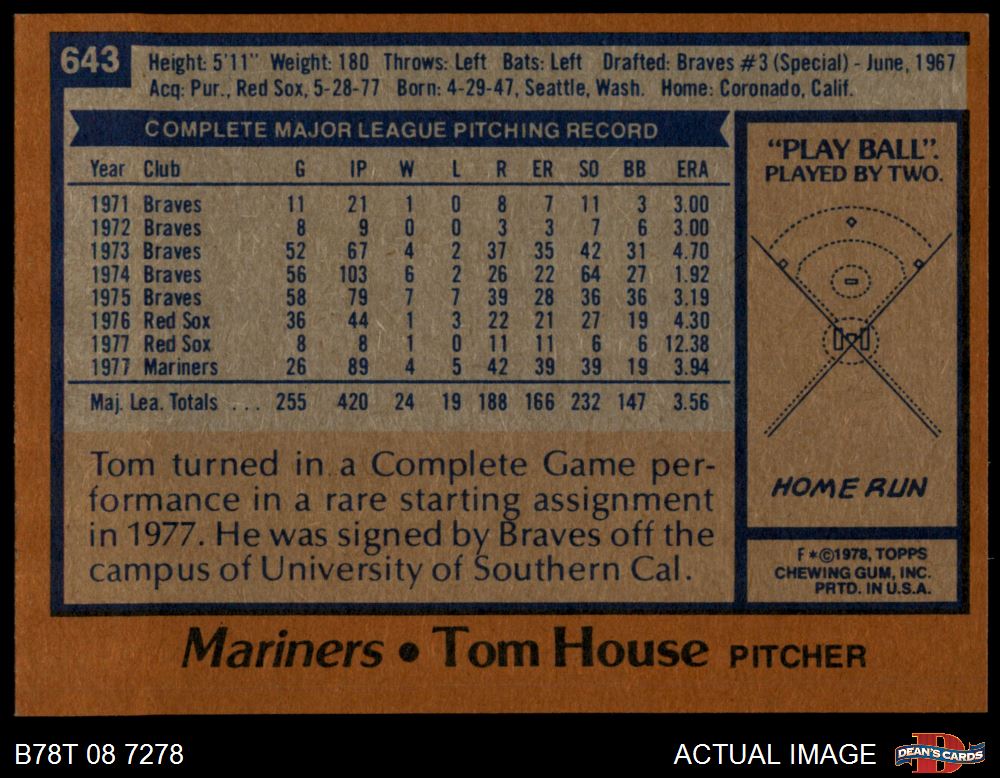 643
Height: 5'11" Weight: 180 Throws: Left Bats: Left Drafted: Braves #3 (Special) - June, 1967
Acq: Pur., Red Sox, 5-28-77 Born: 4-29-47, Seattle, Wash. Home: Coronado, Calif.
COMPLETE MAJOR LEAGUE PITCHING RECORD
Year Club G IP W L R ER SO BB ERA
1971 Braves 11 21 1 0 8 7 11 3 3.00
1972 Braves 8 9 0 0 3 3 7 6 3.00
1973 Braves 52 67 4 2 37 35 42 31 4.70
1974 Braves 56 103 6 2 26 22 64 27 1.92
1975 Braves 58 79 7 7 39 28 36 36 3.19
1976 Red Sox 36 44 1 3 22 21 27 19 4.30
1977 Red Sox 8 8 1 0 11 11 6 6 12.38
1977 Mariners 26 89 4 5 42 39 39 19 3.94
Maj. Lea. Totals ... 255 420 24 19 188 166 232 147 3.56
Tom turned in a Complete Game per-
formance in a rare starting assignment
in 1977. He was signed by Braves off the
campus of University of Southern Cal.
"PLAY BALL".
PLAYED BY TWO.
HOME RUN
F*©1978, TOPPS
CHEWING GUM, INC.
PRTD. IN U.S.A.
Mariners • Tom House PITCHER
B78T 08 7278
ACTUAL IMAGE
D
DEAN'S CARDS